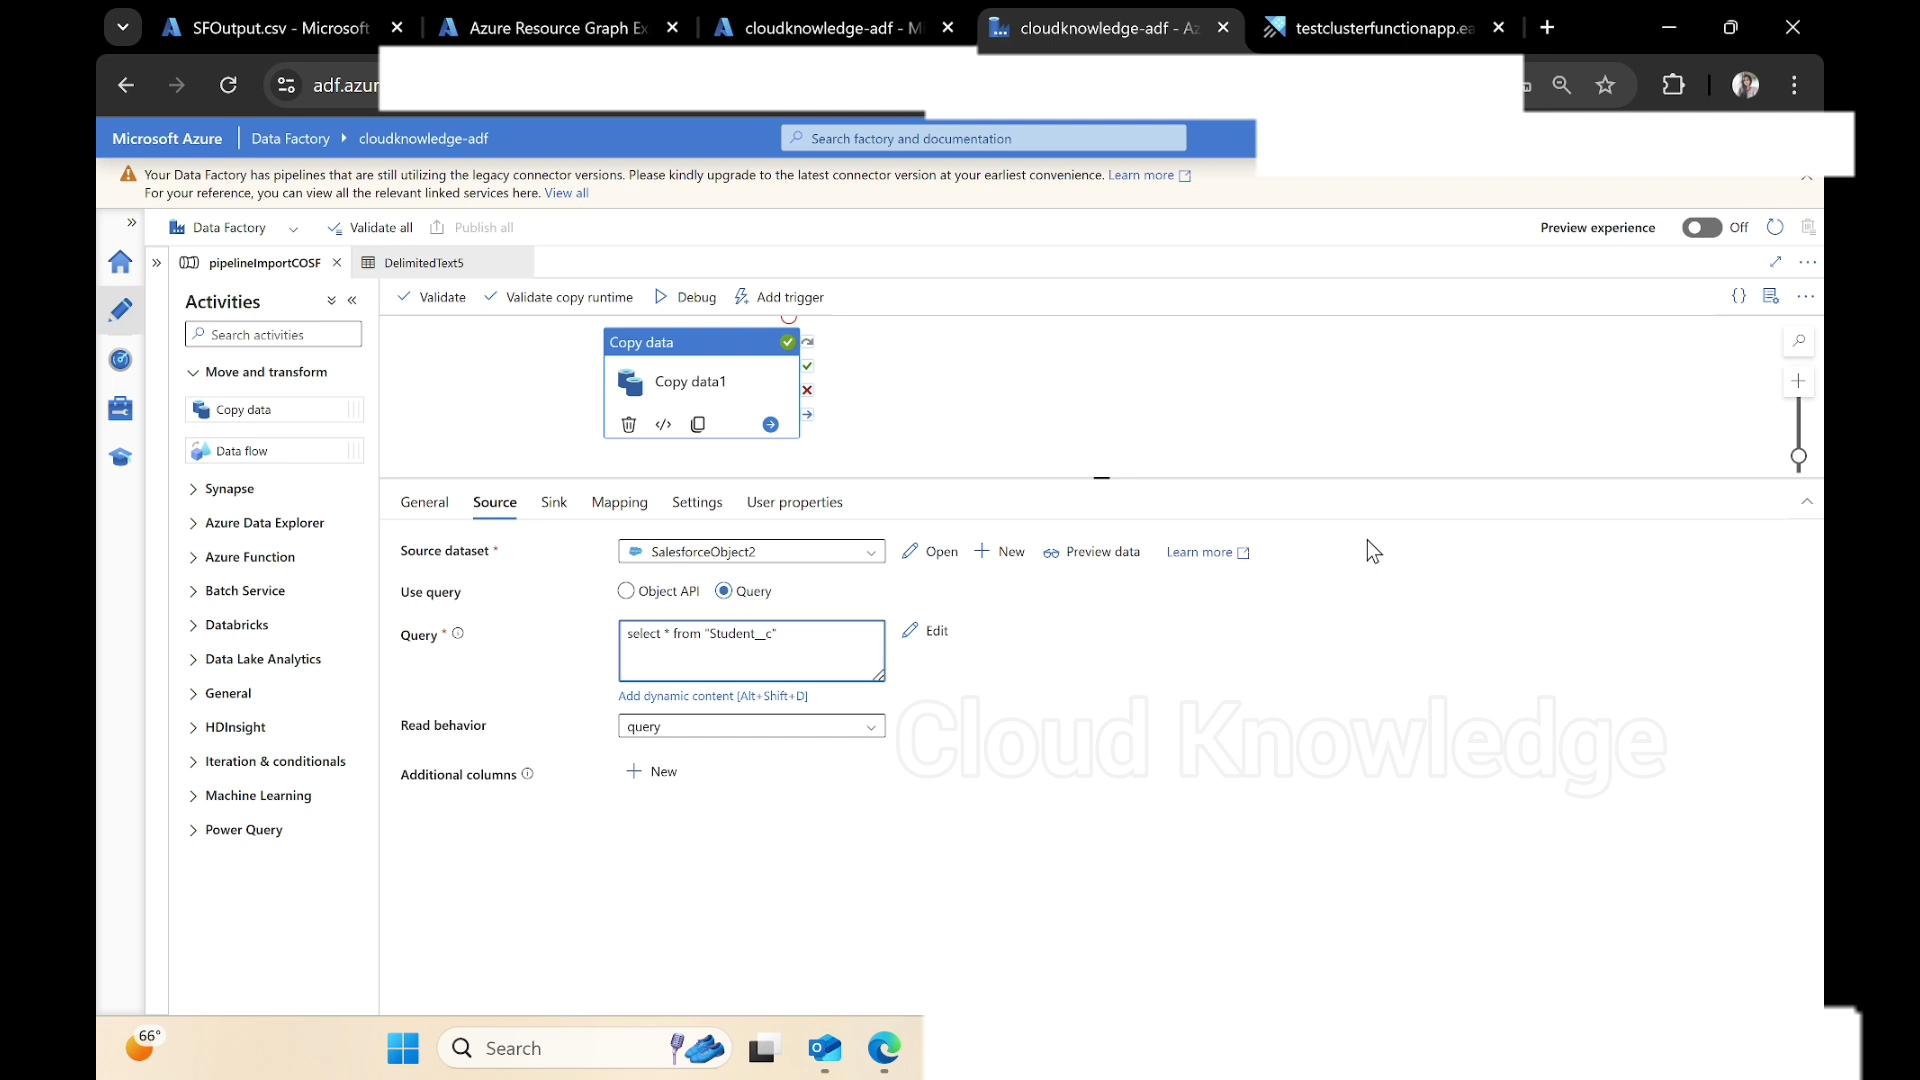 SFOutput.csv - Microsoft
Azure Resource Graph Ex
cloudknowledge-adf - Mi
cloudknowledge-adf - Az
testclusterfunctionapp.ea
adf.azur
Microsoft Azure
Data Factory
cloudknowledge-adf
Search factory and documentation
Your Data Factory has pipelines that are still utilizing the legacy connector versions. Please kindly upgrade to the latest connector version at your earliest convenience. Learn more
For your reference, you can view all the relevant linked services here. View all
Data Factory
Validate all
Publish all
Preview experience
Off
pipelineImportCOSF
DelimitedText5
Activities
Search activities
Move and transform
Copy data
Data flow
Synapse
Azure Data Explorer
Azure Function
Batch Service
Databricks
Data Lake Analytics
General
HDInsight
Iteration & conditionals
Machine Learning
Power Query
Validate
Validate copy runtime
Debug
Add trigger
Copy data
Copy data1
General
Source
Sink
Mapping
Settings
User properties
Source dataset *
SalesforceObject2
Open
New
Preview data
Learn more
Use query
Object API
Query
Query *
select * from "Student__c"
Edit
Add dynamic content [Alt+Shift+D]
Read behavior
query
Additional columns
New
Cloud Knowledge
66°
Search